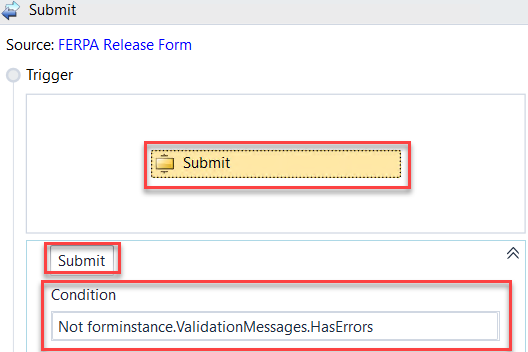 Submit
Source: FERPA Release Form
Trigger
Submit
Submit
Condition
Not forminstance.ValidationMessages.HasErrors